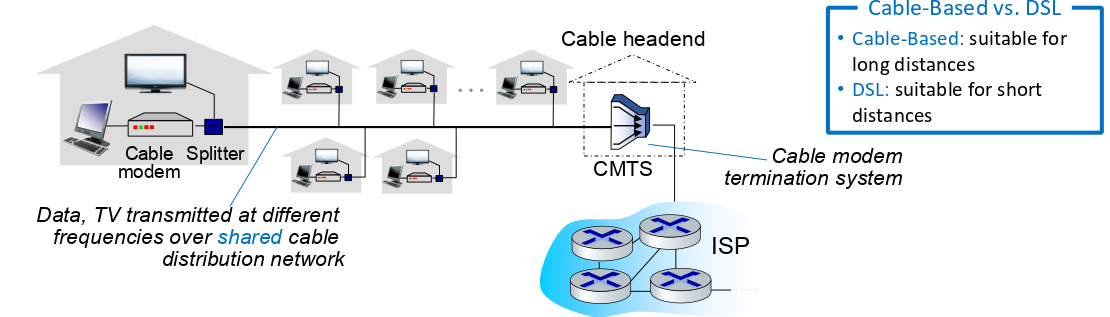 Cable-Based vs. DSL
• Cable-Based: suitable for
long distances
• DSL: suitable for short
distances
Cable headend
...
Cable
modem
Splitter
CMTS
Cable modem
termination system
Data, TV transmitted at different
frequencies over shared cable
distribution network
ISP